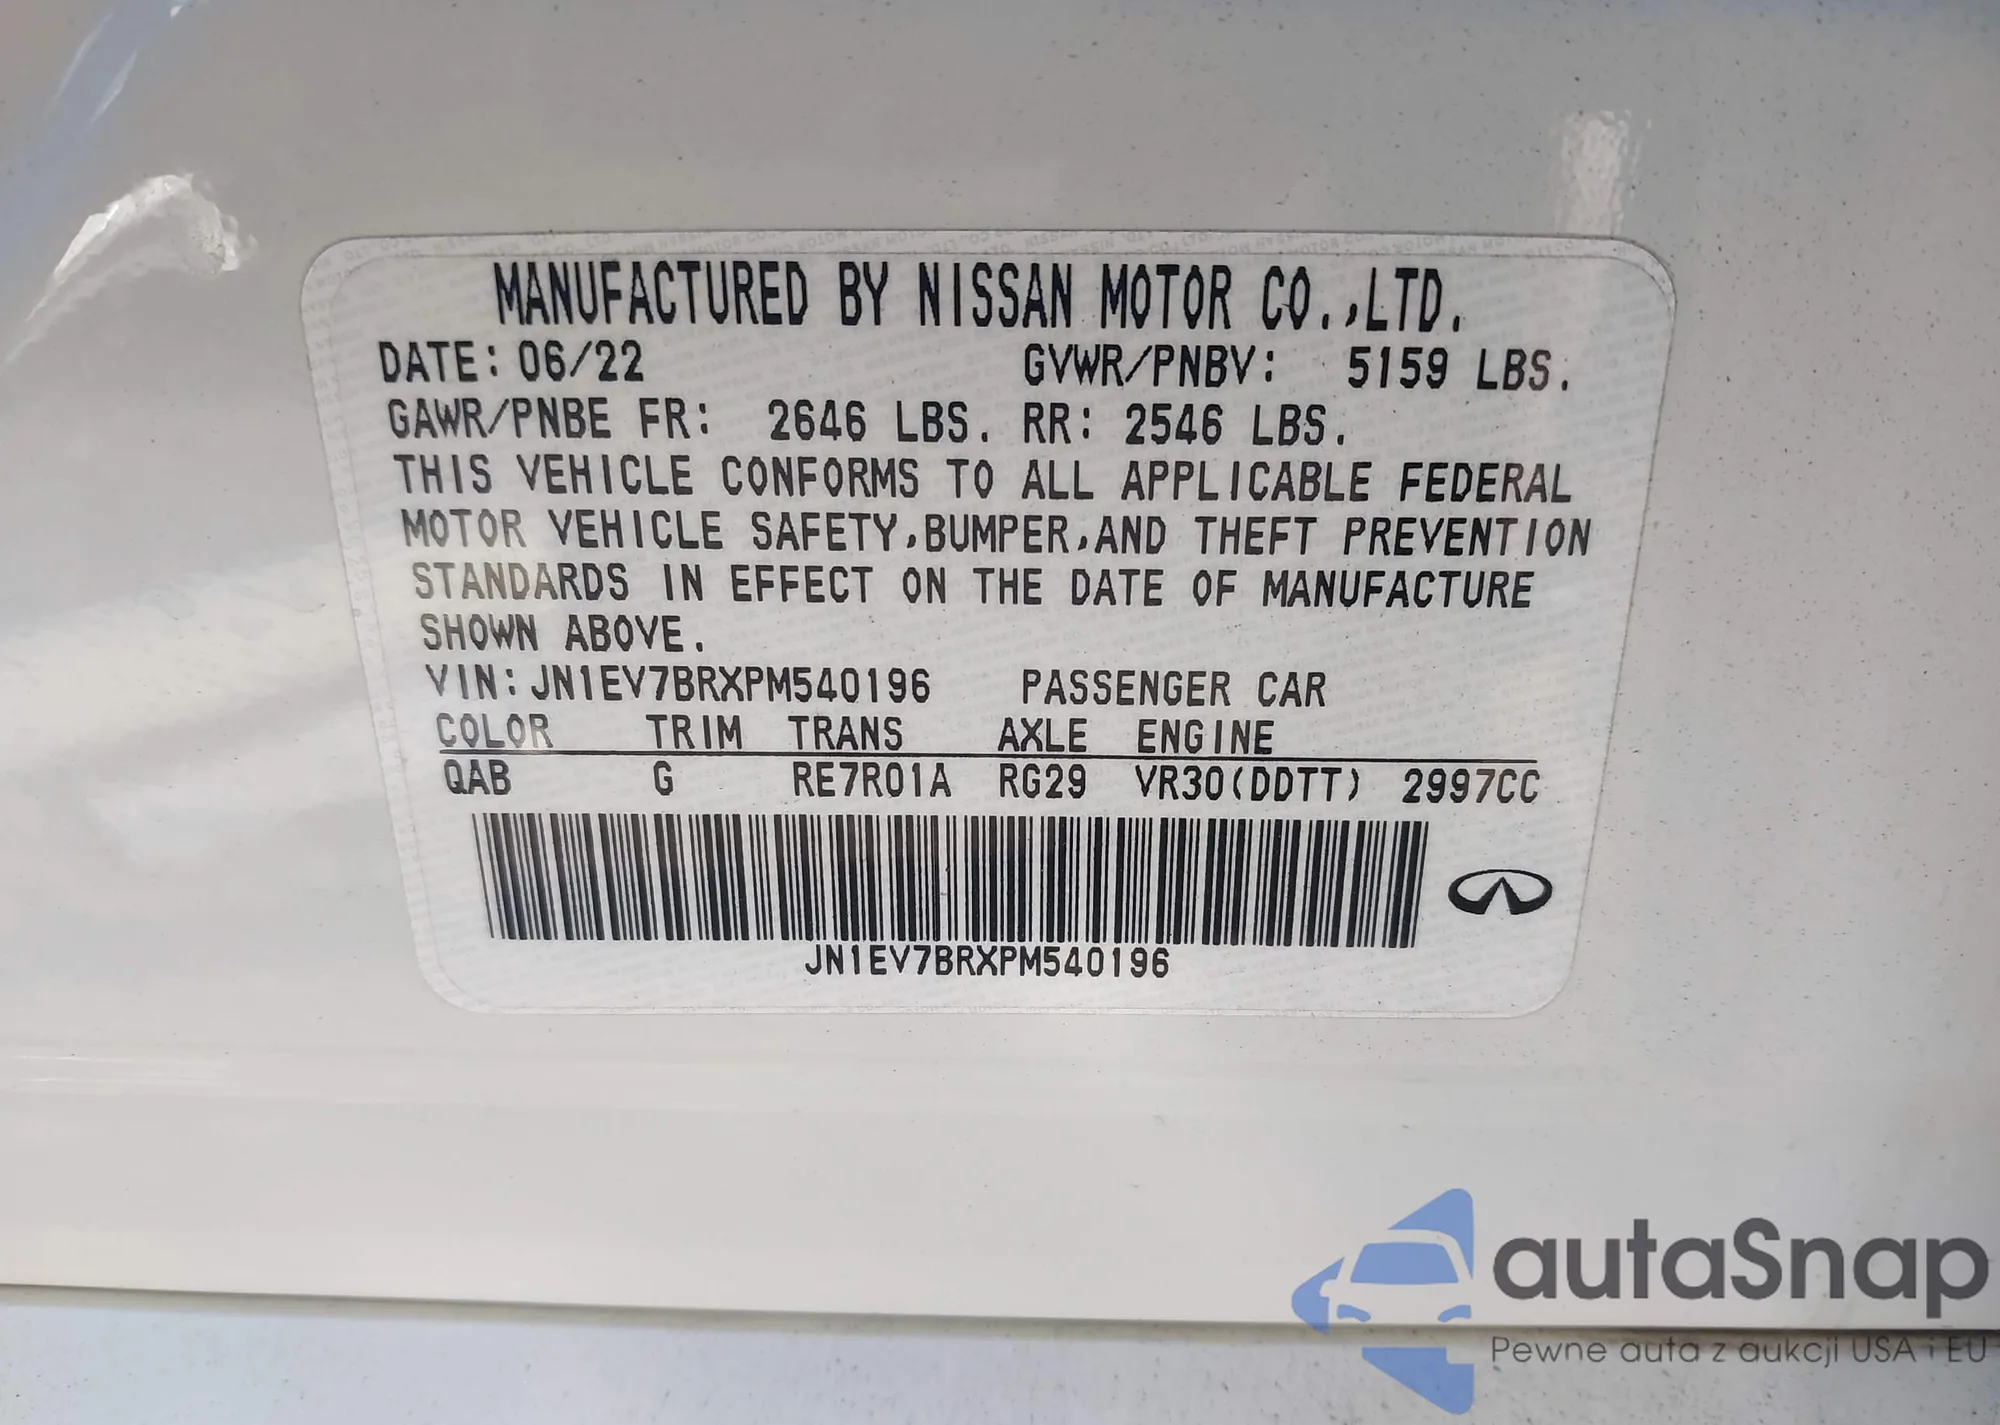 MANUFACTURED BY NISSAN MOTOR CO.,LTD.
DATE: 06/22 GVWR/PNBV: 5159 LBS.
GAWR/PNBE FR: 2646 LBS. RR: 2546 LBS.
THIS VEHICLE CONFORMS TO ALL APPLICABLE FEDERAL
MOTOR VEHICLE SAFETY,BUMPER,AND THEFT PREVENTION
STANDARDS IN EFFECT ON THE DATE OF MANUFACTURE
SHOWN ABOVE.
VIN: JN1EV7BRXPM540196 PASSENGER CAR
COLOR TRIM TRANS AXLE ENGINE
QAB G RE7R01A RG29 VR30(DDTT) 2997CC
JN1EV7BRXPM540196
autaSnap
Pewne auta z aukcji USA i EU